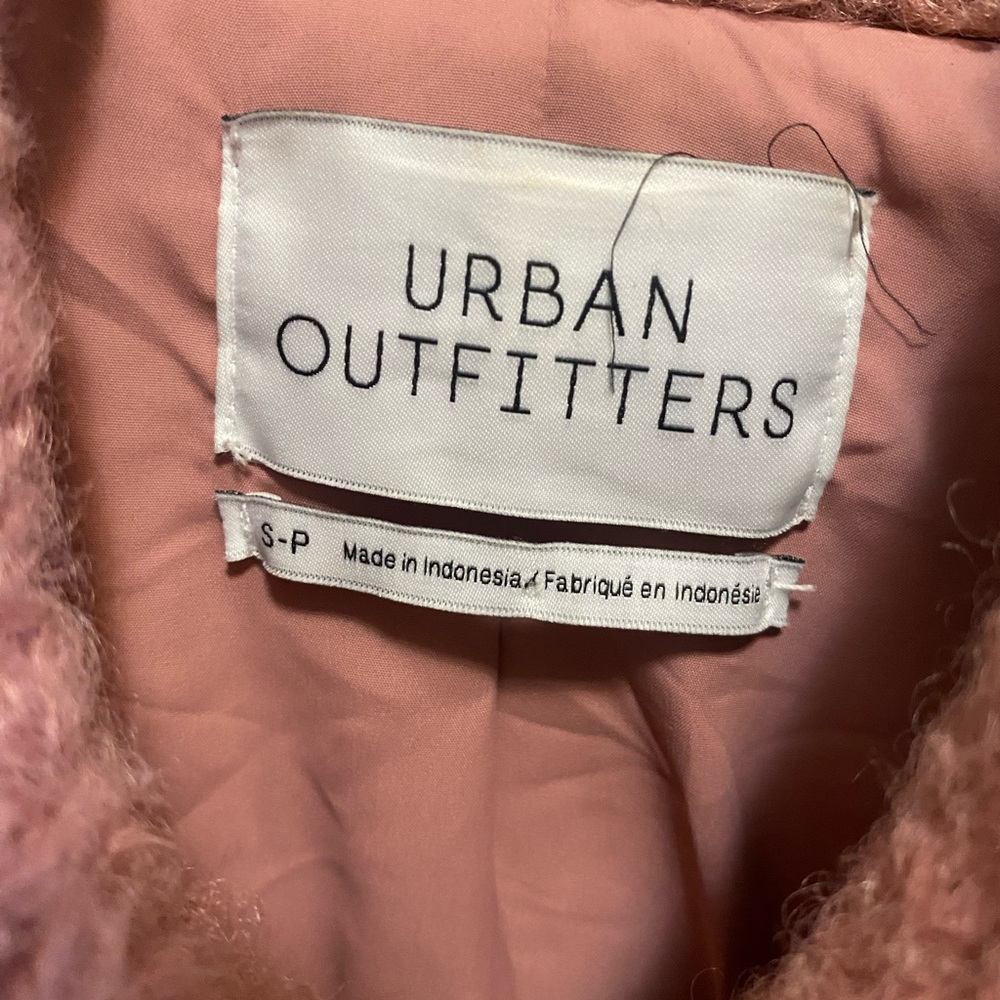 URBAN
OUTFITTERS
S-P Made in Indonesia / Fabriqué en Indonésie